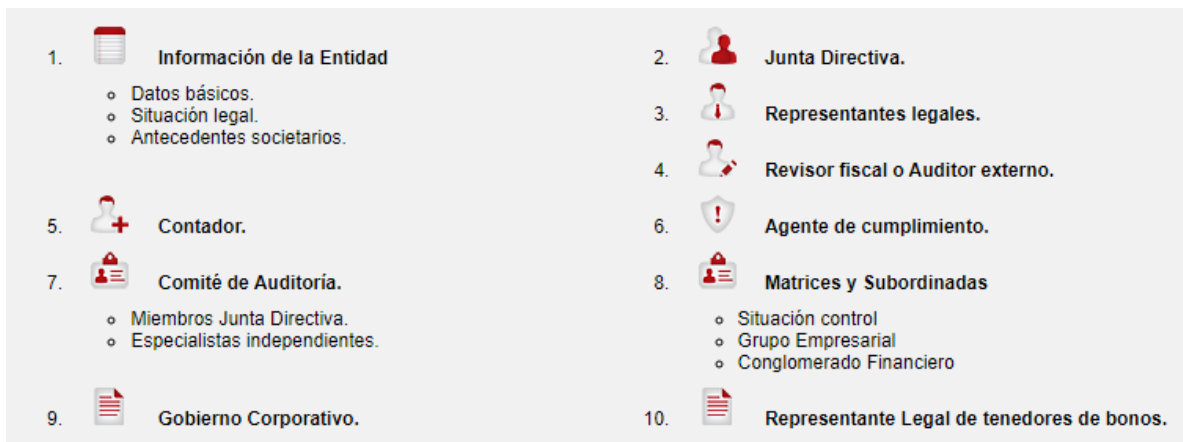 1. Información de la Entidad
o Datos básicos.
o Situación legal.
o Antecedentes societarios.
2. Junta Directiva.
3. Representantes legales.
4. Revisor fiscal o Auditor externo.
5. Contador.
6. Agente de cumplimiento.
7. Comité de Auditoría.
o Miembros Junta Directiva.
o Especialistas independientes.
8. Matrices y Subordinadas
o Situación control
o Grupo Empresarial
o Conglomerado Financiero
9. Gobierno Corporativo.
10. Representante Legal de tenedores de bonos.